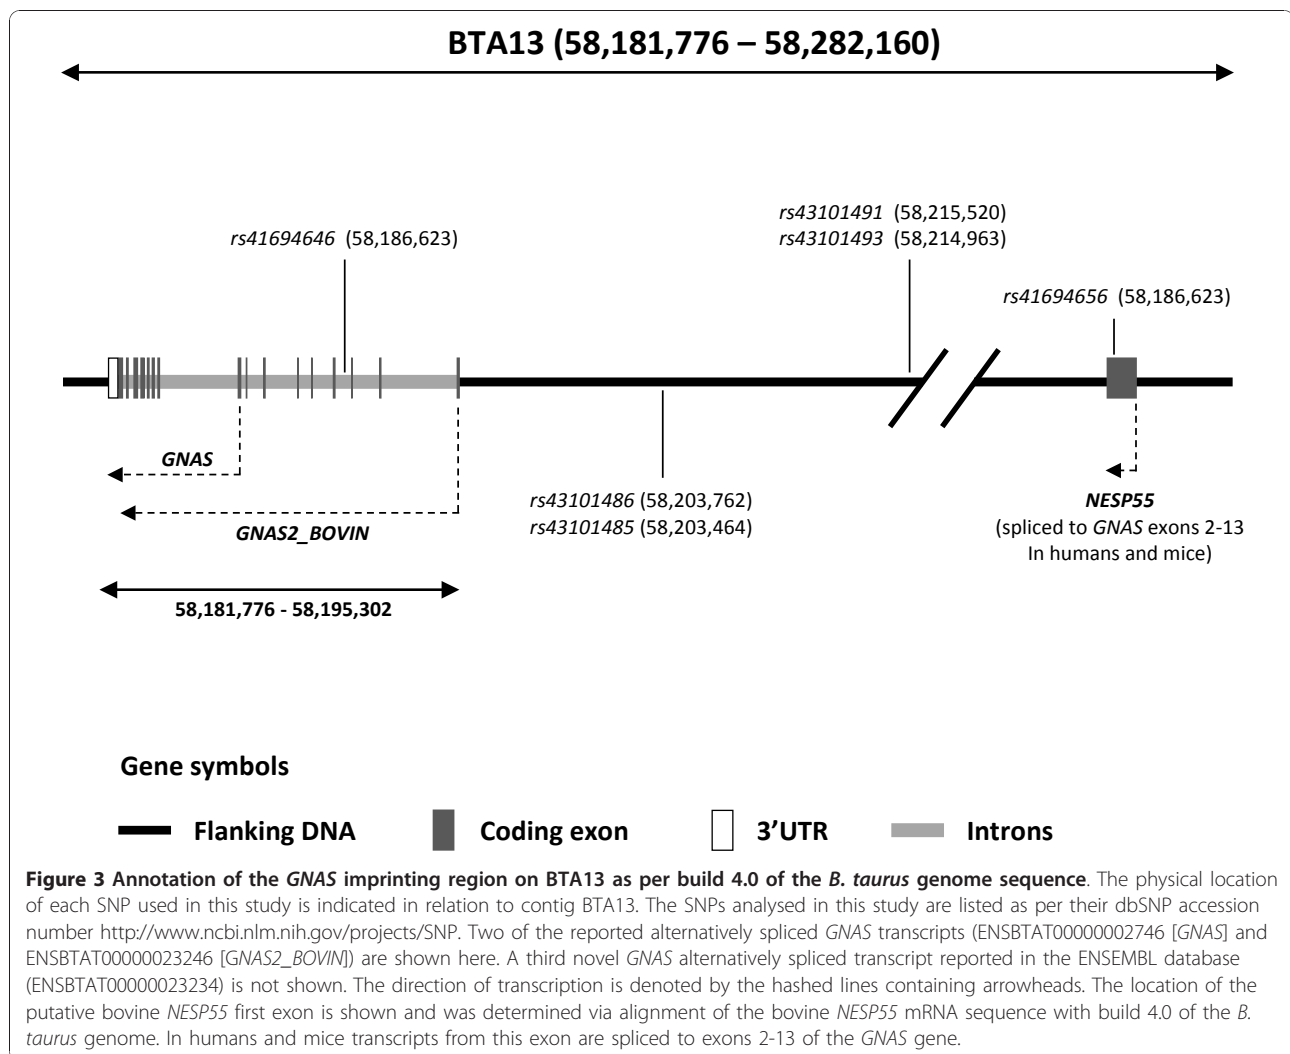 BTA13 (58,181,776 – 58,282,160)
rs43101491 (58,215,520)
rs41694646 (58,186,623)
rs43101493 (58,214,963)
rs41694656 (58,186,623)
GNAS
GNAS2_BOVIN
rs43101486 (58,203,762)
rs43101485 (58,203,464)
NESP55
(spliced to GNAS exons 2-13
In humans and mice)
58,181,776 - 58,195,302
Gene symbols
Flanking DNA
Coding exon
3'UTR
Introns
Figure 3 Annotation of the GNAS imprinting region on BTA13 as per build 4.0 of the B. taurus genome sequence. The physical location
of each SNP used in this study is indicated in relation to contig BTA13. The SNPs analysed in this study are listed as per their dbSNP accession
number http://www.ncbi.nlm.nih.gov/projects/SNP. Two of the reported alternatively spliced GNAS transcripts (ENSBTAT00000002746 [GNAS] and
ENSBTAT00000023246 [GNAS2_BOVIN]) are shown here. A third novel GNAS alternatively spliced transcript reported in the ENSEMBL database
(ENSBTAT00000023234) is not shown. The direction of transcription is denoted by the hashed lines containing arrowheads. The location of the
putative bovine NESP55 first exon is shown and was determined via alignment of the bovine NESP55 mRNA sequence with build 4.0 of the B.
taurus genome. In humans and mice transcripts from this exon are spliced to exons 2-13 of the GNAS gene.